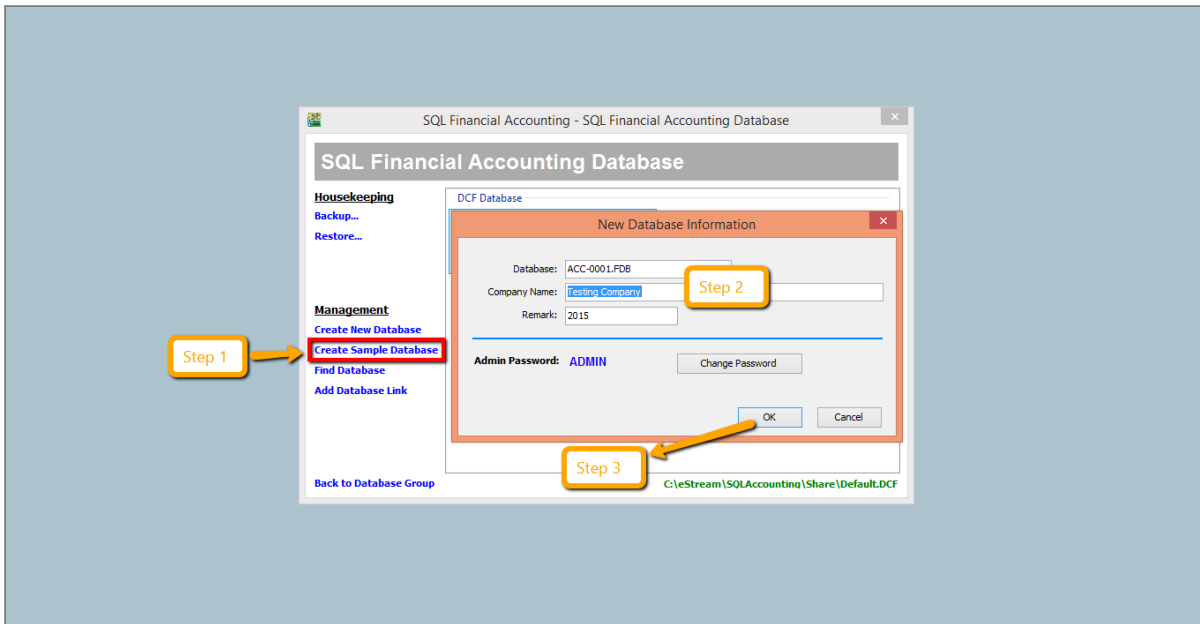 SQL Financial Accounting - SQL Financial Accounting Database
SQL Financial Accounting Database
Housekeeping
Backup...
Restore...
Management
Create New Database
Create Sample Database
Find Database
Add Database Link
Back to Database Group
Step 1
DCF Database
New Database Information
Database: ACC-0001.FDB
Company Name: Testing Company
Step 2
Remark: 2015
Admin Password: ADMIN
Change Password
OK Cancel
Step 3
C:\eStream\SQLAccounting\Share\Default.DCF